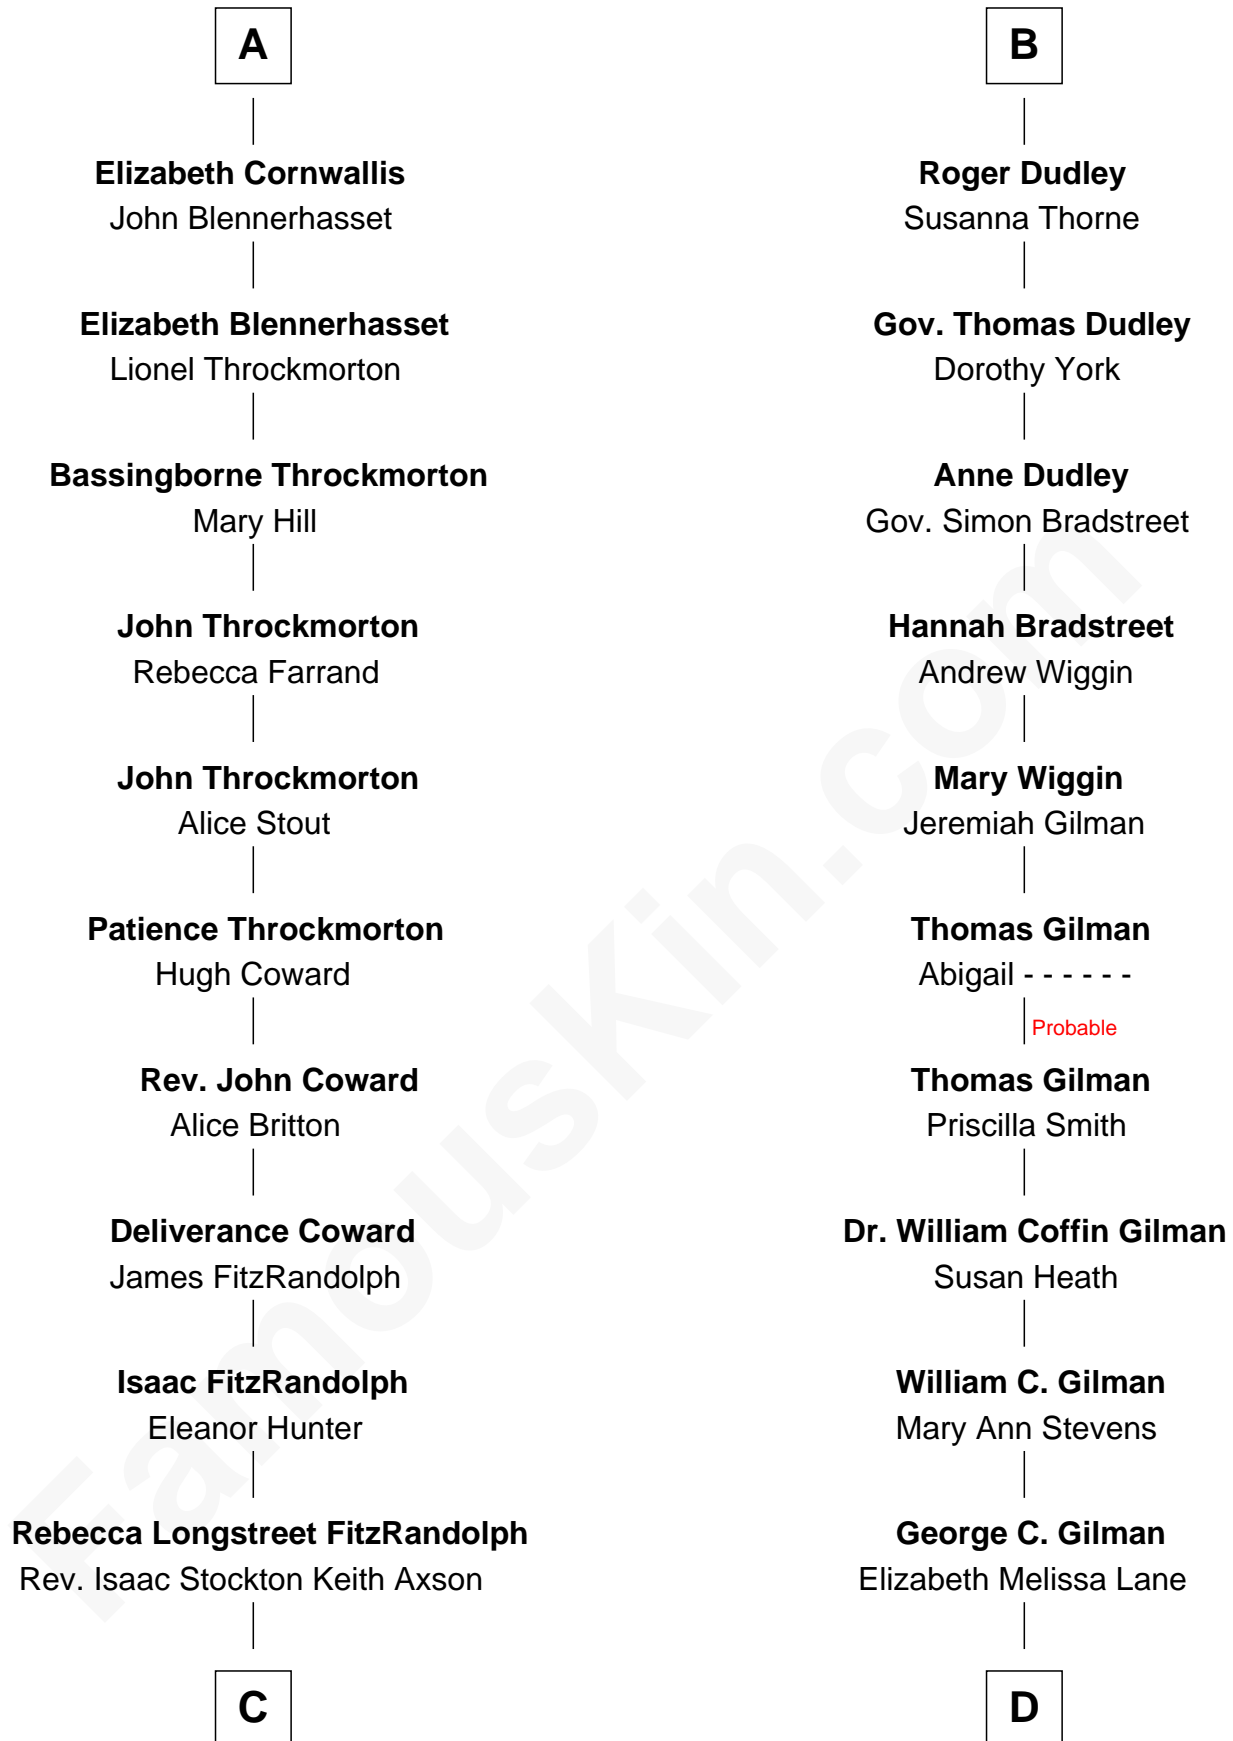 A
Elizabeth Cornwallis
John Blennerhasset
Elizabeth Blennerhasset
Lionel Throckmorton
Bassingborne Throckmorton
Mary Hill
John Throckmorton
Rebecca Farrand
John Throckmorton
Alice Stout
Patience Throckmorton
Hugh Coward
Rev. John Coward
Alice Britton
Deliverance Coward
James FitzRandolph
Isaac FitzRandolph
Eleanor Hunter
Rebecca Longstreet FitzRandolph
Rev. Isaac Stockton Keith Axson
C
B
Roger Dudley
Susanna Thorne
Gov. Thomas Dudley
Dorothy York
Anne Dudley
Gov. Simon Bradstreet
Hannah Bradstreet
Andrew Wiggin
Mary Wiggin
Jeremiah Gilman
Thomas Gilman
Abigail - - - - - -
Probable
Thomas Gilman
Priscilla Smith
Dr. William Coffin Gilman
Susan Heath
William C. Gilman
Mary Ann Stevens
George C. Gilman
Elizabeth Melissa Lane
D
FamousKin.com